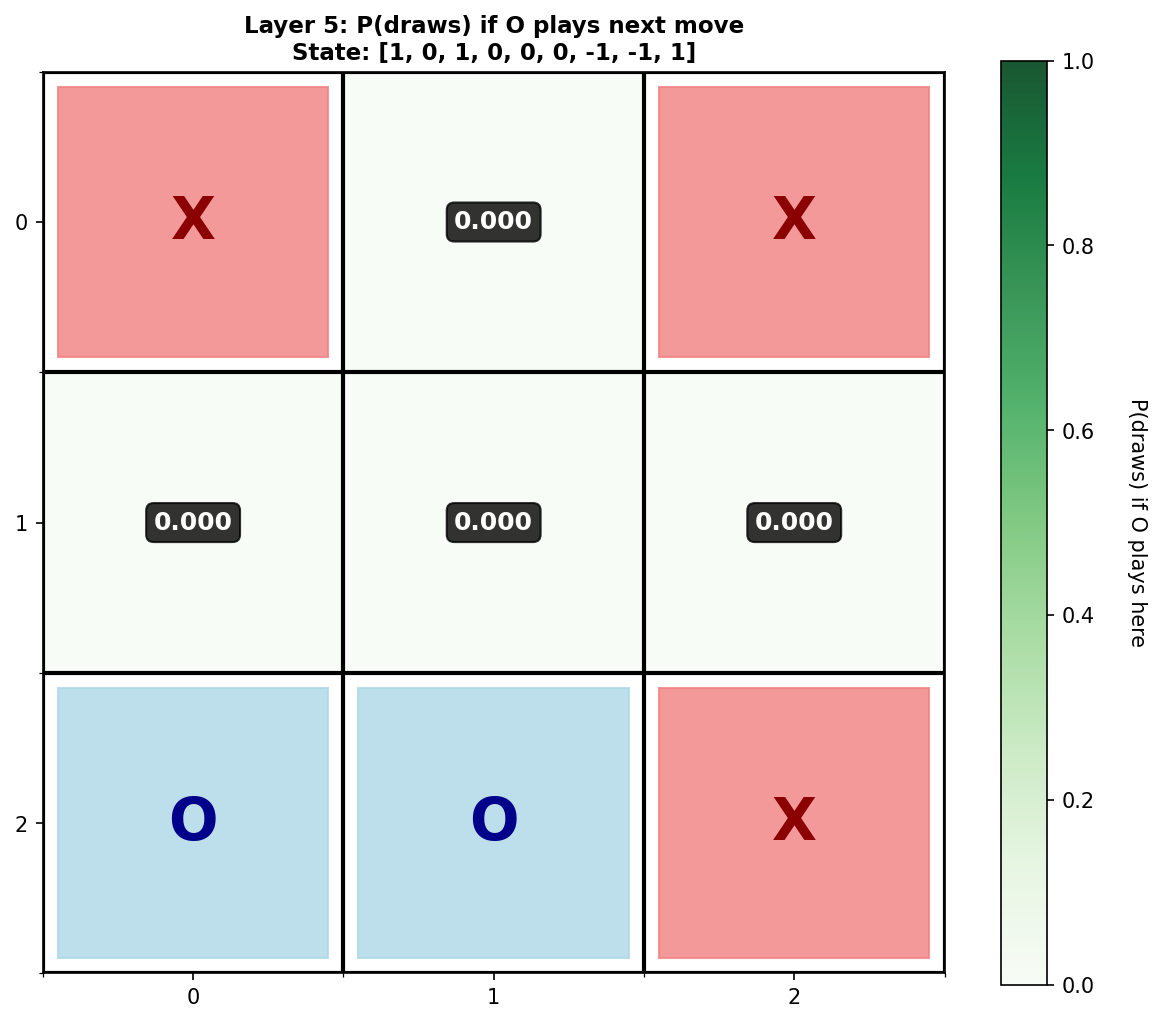 Layer 5: P(draws) if O plays next move
State: [1, 0, 1, 0, 0, 0, -1, -1, 1]
0
X
0.000
X
1
0.000
0.000
0.000
2
O
O
X
0
1
2
1.0
0.8
0.6
0.4
0.2
0.0
P(draws) if O plays here